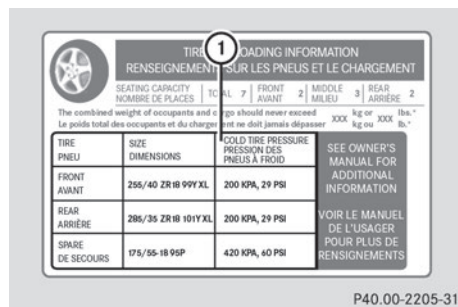 1
TIRE LOADING INFORMATION
RENSEIGNEMENTS SUR LES PNEUS ET LE CHARGEMENT
SEATING CAPACITY TOTAL 7 FRONT 2 MIDDLE 3 REAR 2
NOMBRE DE PLACES AVANT MILIEU ARRIÈRE
The combined weight of occupants and cargo should never exceed XXX kg or XXX lbs.*
Le poids total des occupants et du chargement ne doit jamais dépasser kg ou lb.*
TIRE
PNEU
SIZE
DIMENSIONS
COLD TIRE PRESSURE
PRESSION DES
PNEUS À FROID
SEE OWNER'S
MANUAL FOR
ADDITIONAL
INFORMATION
VOIR LE MANUEL
DE L'USAGER
POUR PLUS DE
RENSIGNEMENTS
FRONT
AVANT
255/40 ZR18 99Y XL
200 KPA, 29 PSI
REAR
ARRIÈRE
285/35 ZR18 101Y XL
200 KPA, 29 PSI
SPARE
DE SECOURS
175/55-18 95P
420 KPA, 60 PSI
P40.00-2205-31